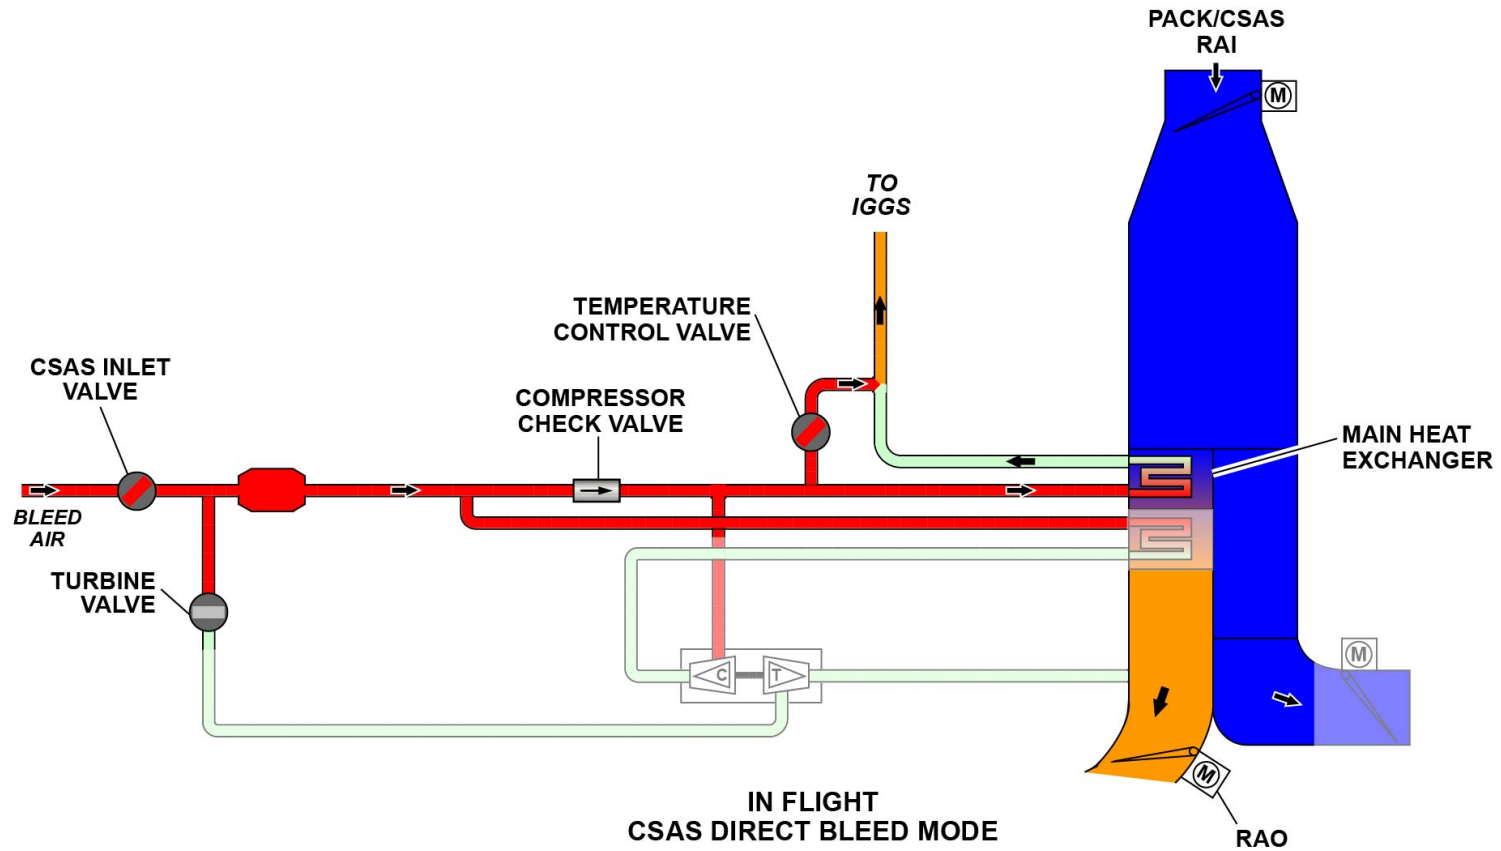 PACK/CSAS
RAI
M
TO
IGGS
TEMPERATURE
CONTROL VALVE
CSAS INLET
VALVE
COMPRESSOR
CHECK VALVE
MAIN HEAT
EXCHANGER
BLEED
AIR
TURBINE
VALVE
C
T
M
M
IN FLIGHT
CSAS DIRECT BLEED MODE
RAO